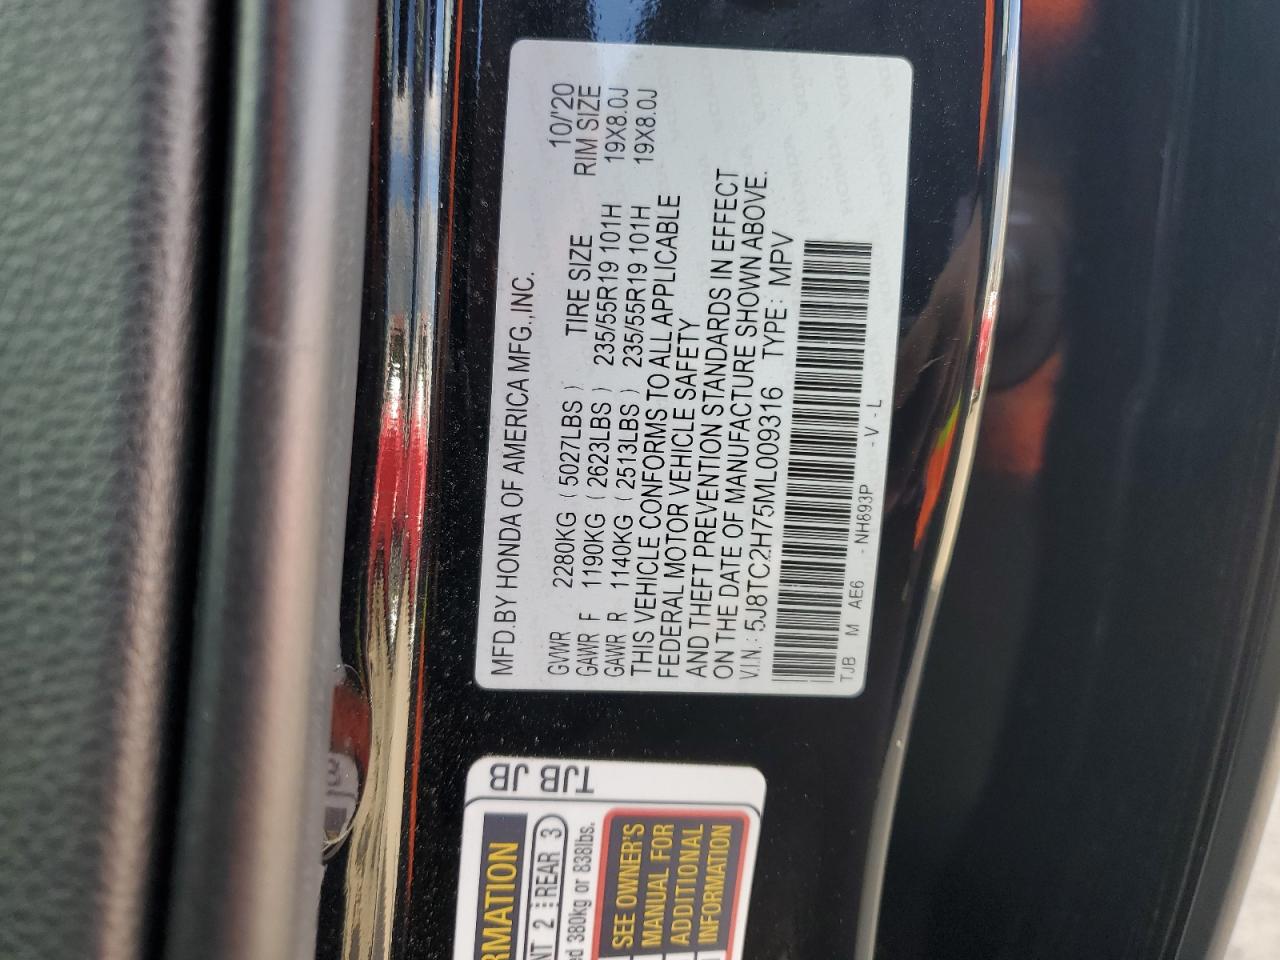 MFD. BY HONDA OF AMERICA MFG., INC. 10/'20
GVWR 2280KG (5027LBS) TIRE SIZE RIM SIZE
GAWR F 1190KG (2623LBS) 235/55R19 101H 19X8.0J
GAWR R 1140KG (2513LBS) 235/55R19 101H 19X8.0J
THIS VEHICLE CONFORMS TO ALL APPLICABLE
FEDERAL MOTOR VEHICLE SAFETY
AND THEFT PREVENTION STANDARDS IN EFFECT
ON THE DATE OF MANUFACTURE SHOWN ABOVE.
V.I.N.: 5J8TC2H75ML009316 TYPE: MPV
TJB M AE6 - NH893P - V - L
TJB JB
RMATION
NT 2 REAR 3
ed 380kg or 838lbs.
SEE OWNER'S
MANUAL FOR
ADDITIONAL
INFORMATION